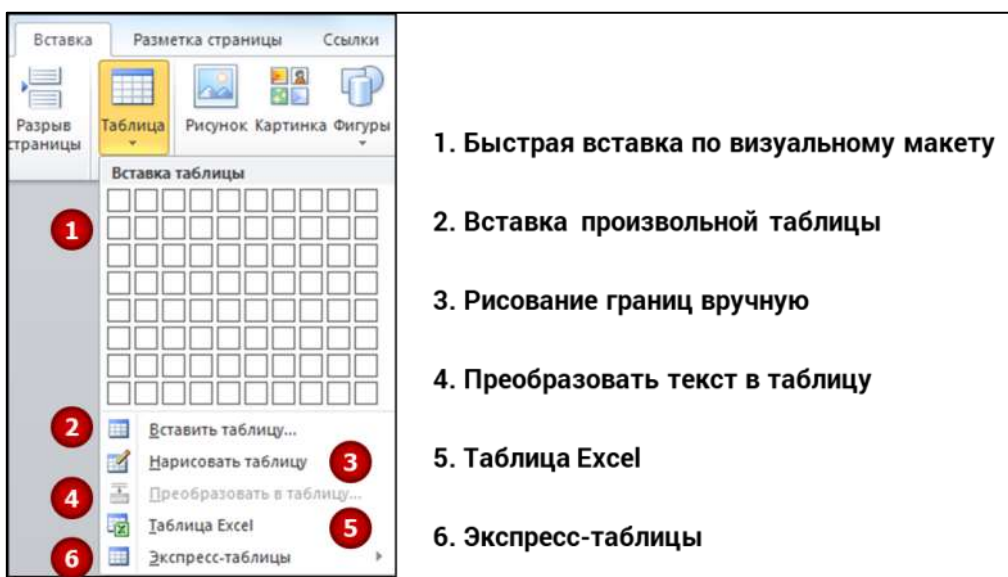 Вставка Разметка страницы Ссылки
Разрыв страницы
Таблица
Рисунок
Картинка
Фигуры
Вставка таблицы
1
2 Вставить таблицу...
Нарисовать таблицу 3
4 Преобразовать в таблицу...
Таблица Excel 5
6 Экспресс-таблицы
1. Быстрая вставка по визуальному макету
2. Вставка произвольной таблицы
3. Рисование границ вручную
4. Преобразовать текст в таблицу
5. Таблица Excel
6. Экспресс-таблицы